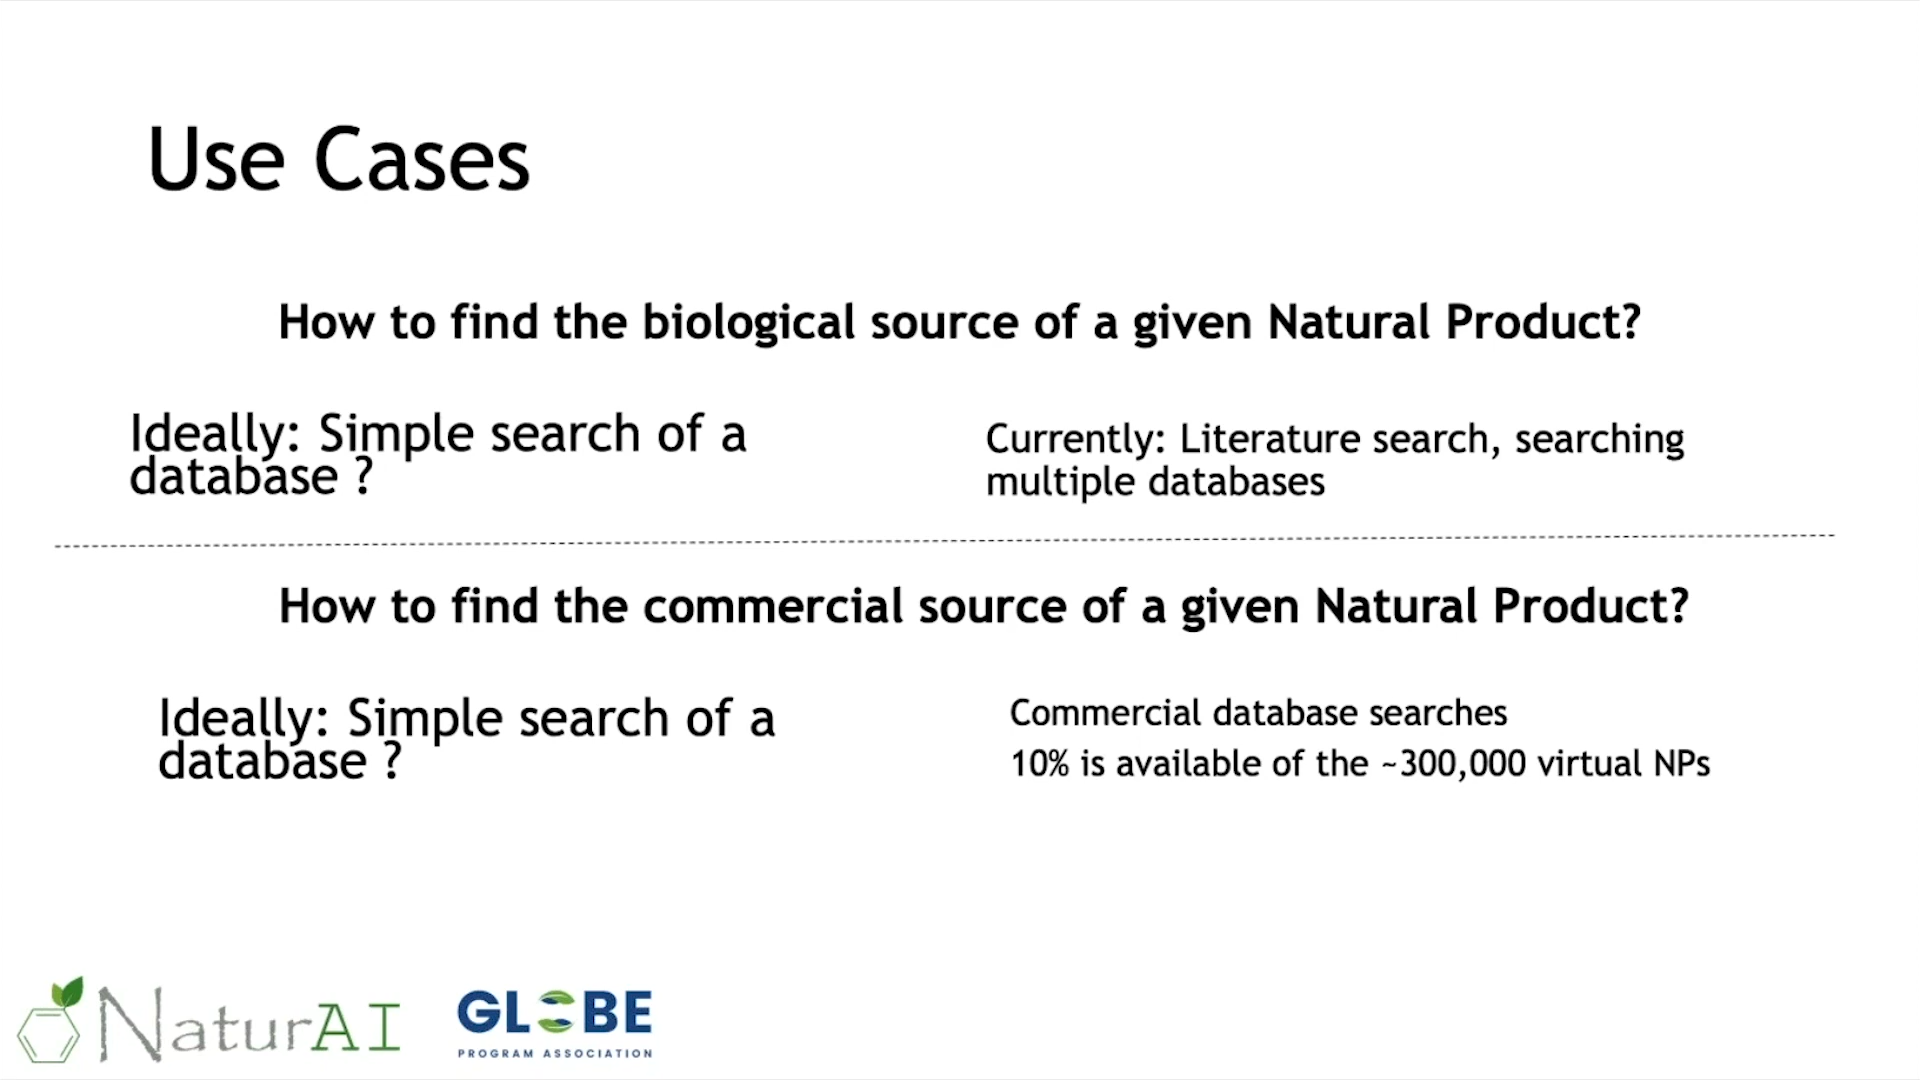 Use Cases
How to find the biological source of a given Natural Product?
Ideally: Simple search of a
database ?
Currently: Literature search, searching
multiple databases
How to find the commercial source of a given Natural Product?
Ideally: Simple search of a
database ?
Commercial database searches
10% is available of the ~300,000 virtual NPs
NaturAI
GLOBE
PROGRAM ASSOCIATION